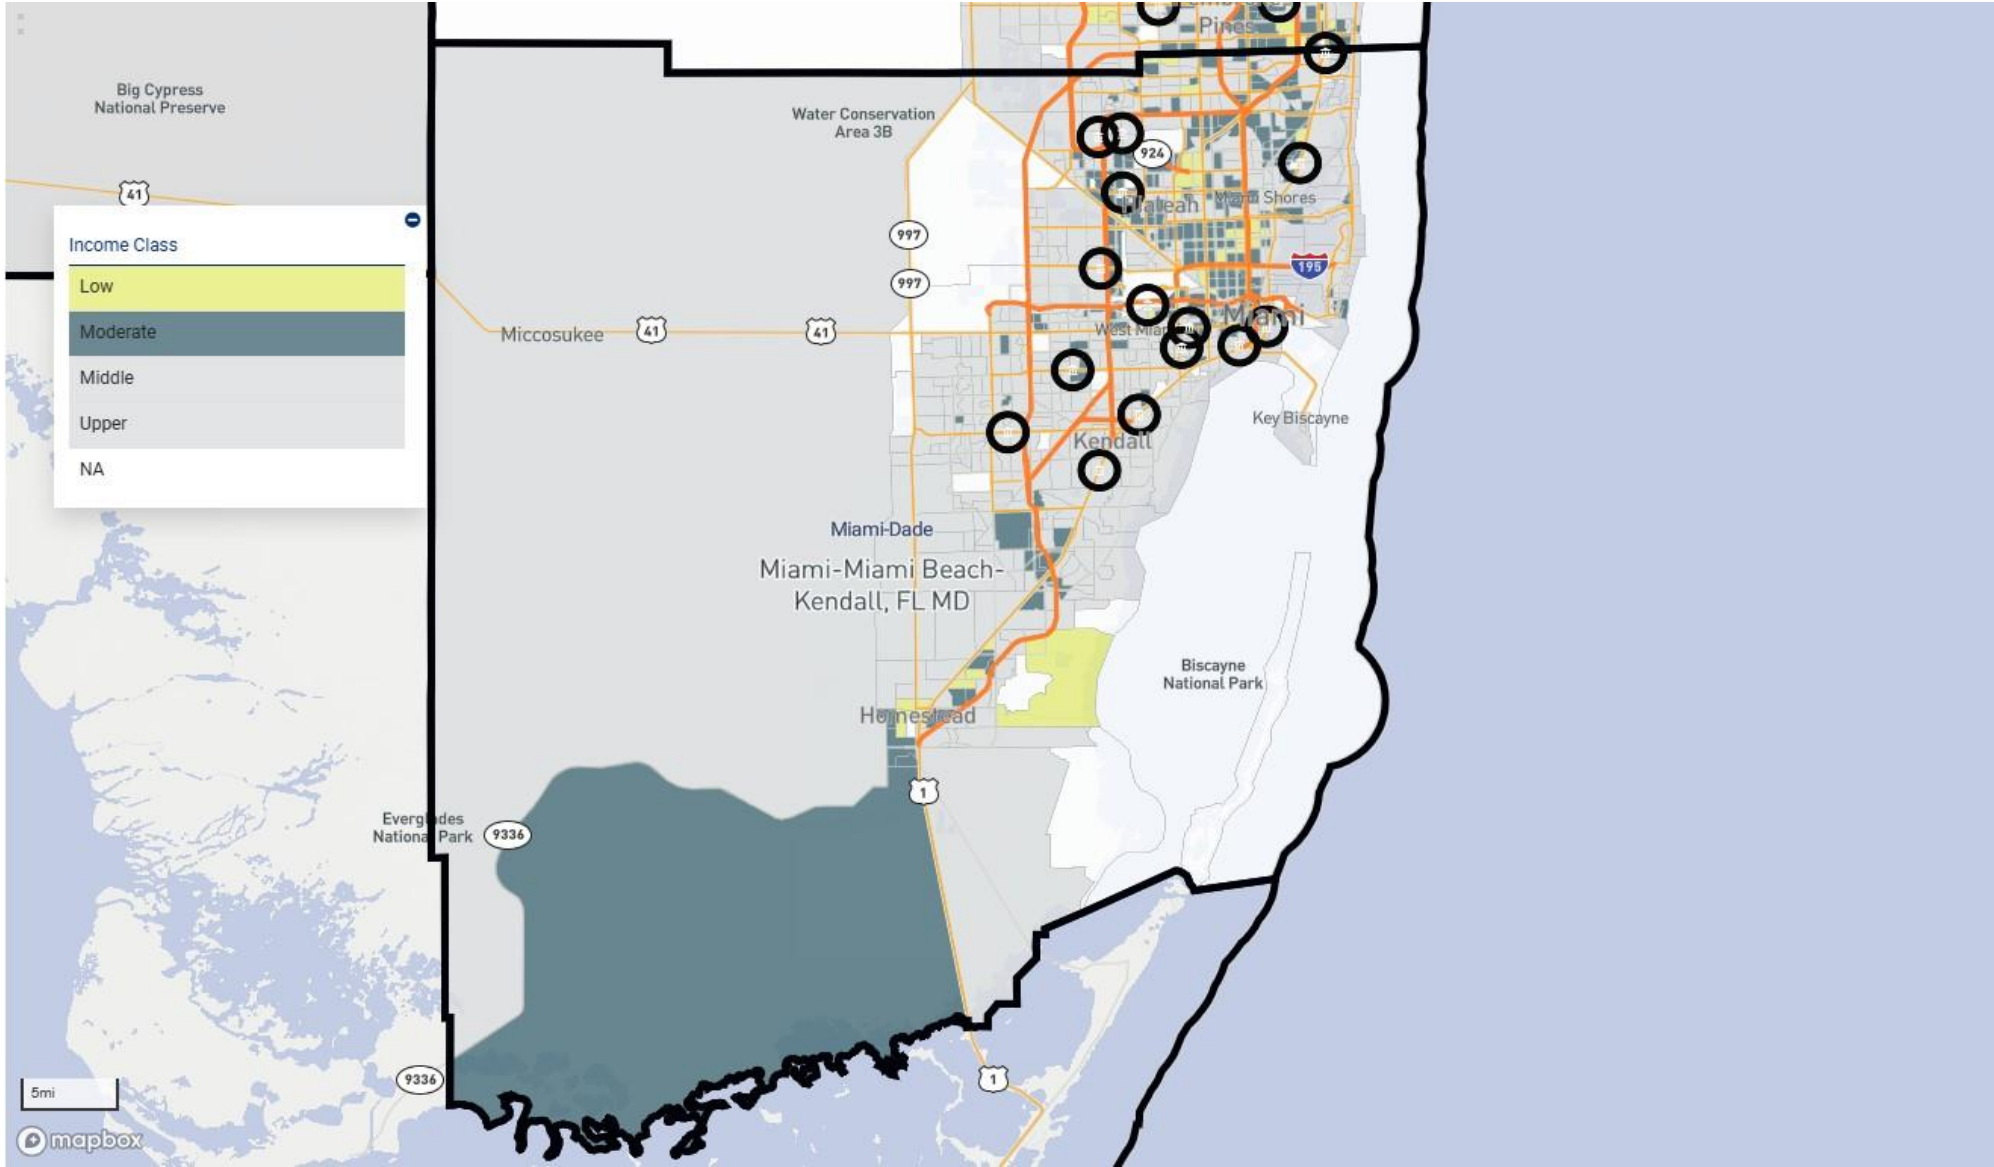 Pines
Big Cypress
National Preserve
Water Conservation
Area 3B
924
41
Miami Shores
Hialeah
Income Class
997
195
Low
997
Miami
Moderate
Miccosukee
41
41
West Miami
Middle
Key Biscayne
Upper
Kendall
NA
Miami-Dade
Miami-Miami Beach-
Kendall, FL MD
Biscayne
National Park
Homestead
1
Everglades
National Park
9336
9336
1
5mi
mapbox